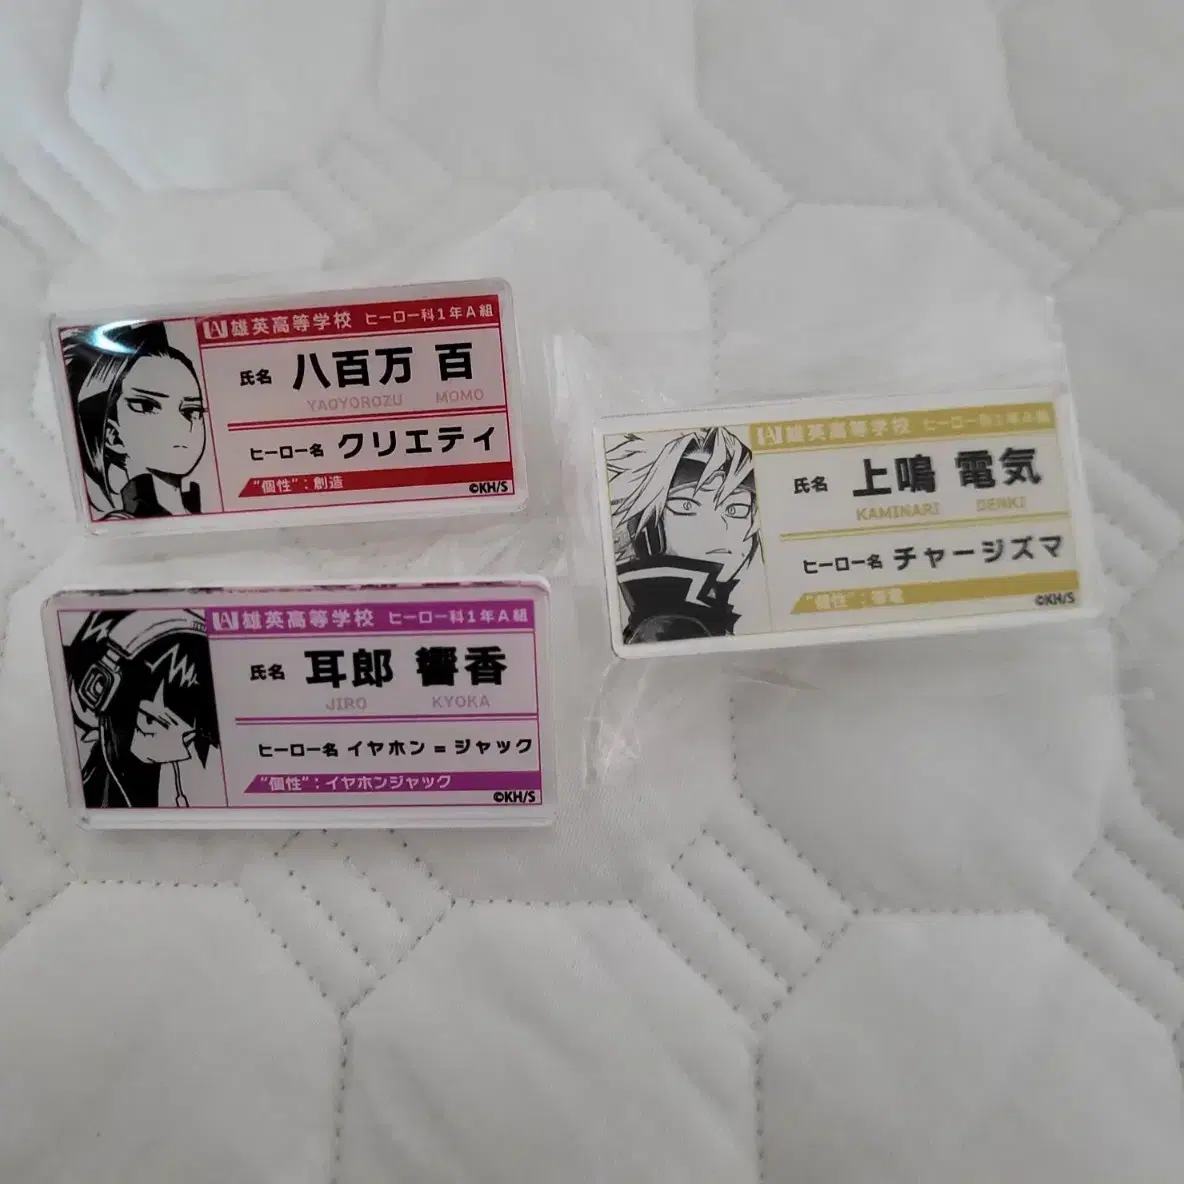 UA 雄英高等学校 ヒーロー科1年A組
氏名 八百万 百
YAOYOROZU MOMO
ヒーロー名 クリエティ
"個性":創造
©KH/S
UA 雄英高等学校 ヒーロー科1年A組
氏名 上鳴 電気
KAMINARI DENKI
ヒーロー名 チャージズマ
"個性":帯電
©KH/S
UA 雄英高等学校 ヒーロー科1年A組
氏名 耳郎 響香
JIRO KYOKA
ヒーロー名 イヤホン=ジャック
"個性":イヤホンジャック
©KH/S